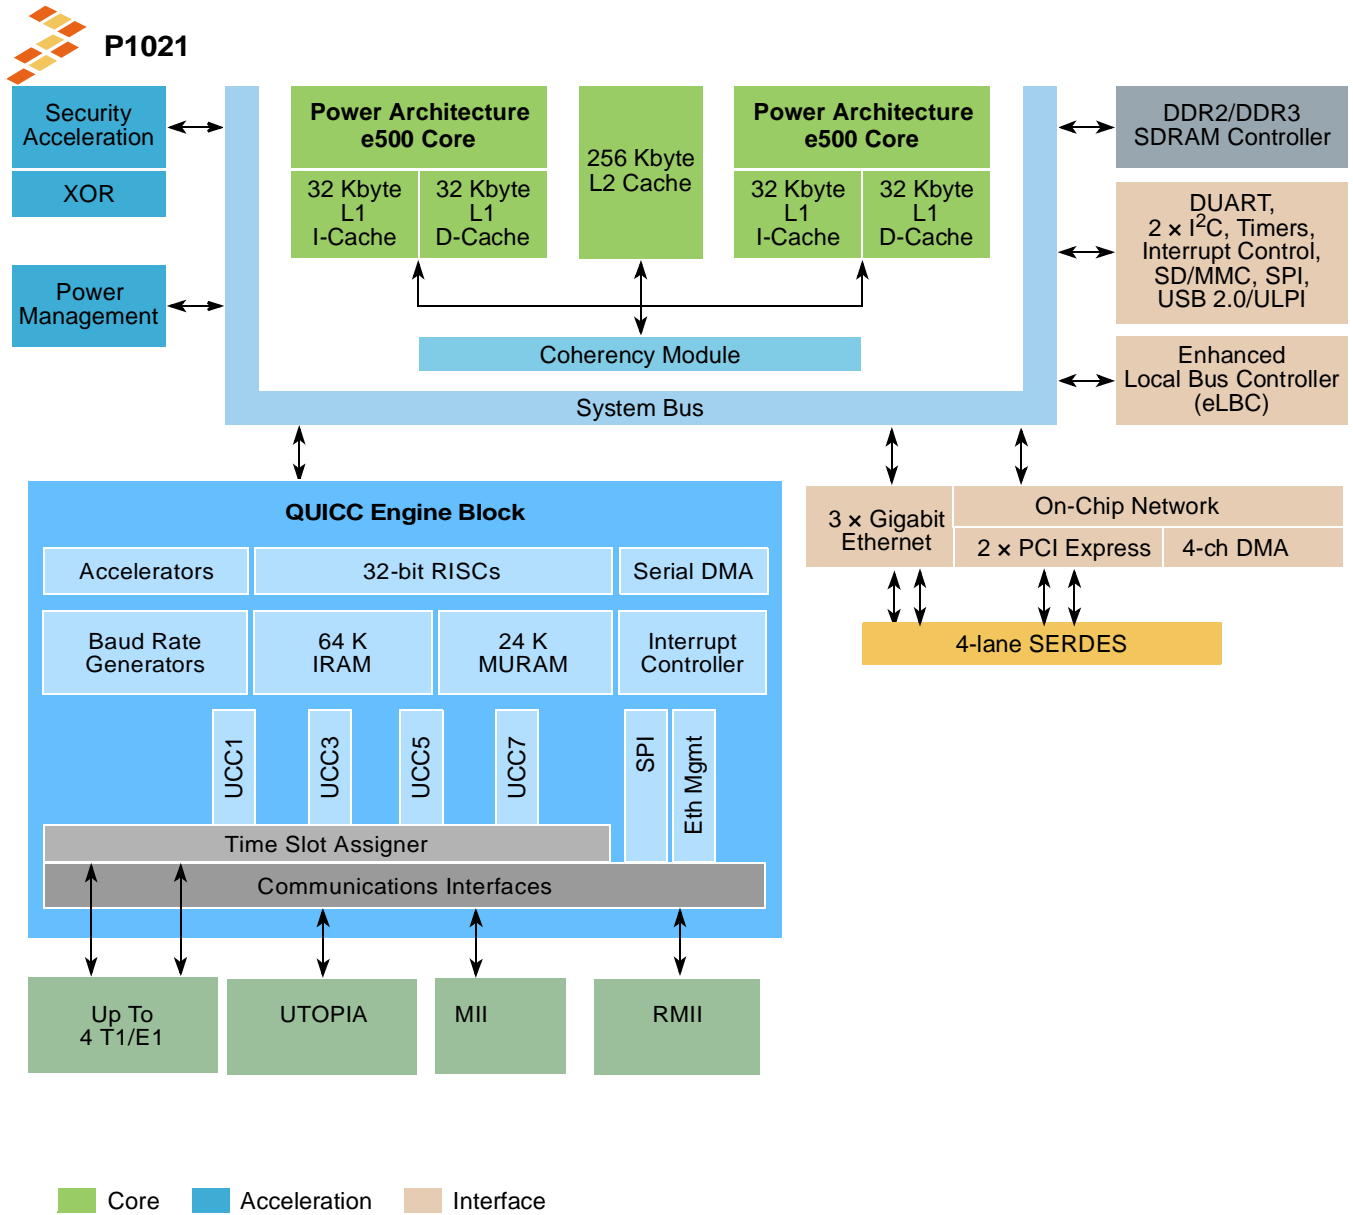 P1021
Security
Acceleration
XOR
Power
Management
Power Architecture
e500 Core
32 Kbyte
L1
I-Cache
32 Kbyte
L1
D-Cache
256 Kbyte
L2 Cache
Power Architecture
e500 Core
32 Kbyte
L1
I-Cache
32 Kbyte
L1
D-Cache
Coherency Module
System Bus
DDR2/DDR3
SDRAM Controller
DUART,
2 × I²C, Timers,
Interrupt Control,
SD/MMC, SPI,
USB 2.0/ULPI
Enhanced
Local Bus Controller
(eLBC)
QUICC Engine Block
Accelerators
32-bit RISCs
Serial DMA
Baud Rate
Generators
64 K
IRAM
24 K
MURAM
Interrupt
Controller
UCC1
UCC3
UCC5
UCC7
SPI
Eth Mgmt
Time Slot Assigner
Communications Interfaces
3 × Gigabit
Ethernet
On-Chip Network
2 × PCI Express
4-ch DMA
4-lane SERDES
Up To
4 T1/E1
UTOPIA
MII
RMII
Core
Acceleration
Interface